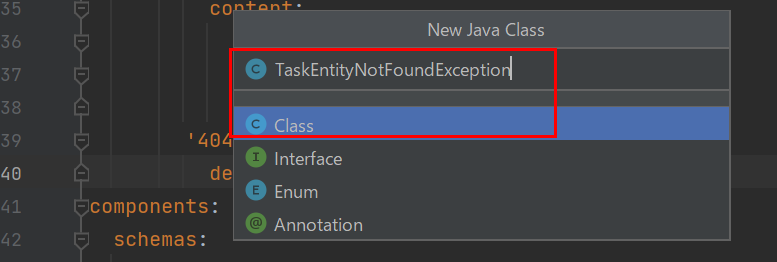 35 content:
New Java Class
36
C TaskEntityNotFoundException
37
38
C Class
39 '404
I Interface
40 de
E Enum
41 components:
@ Annotation
42 schemas: